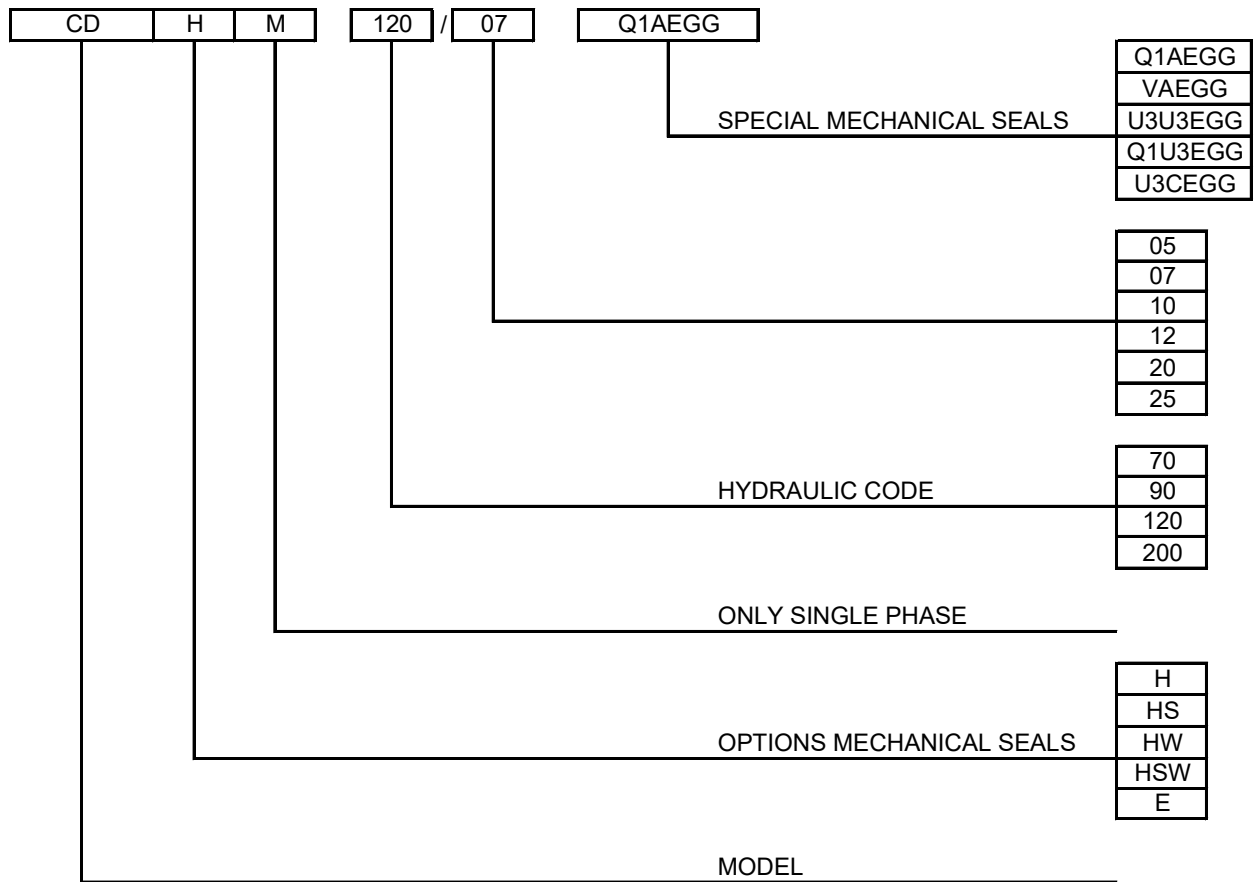 CD H M 120 / 07 Q1AEGG
Q1AEGG
VAEGG
SPECIAL MECHANICAL SEALS U3U3EGG
Q1U3EGG
U3CEGG
05
07
10
12
20
25
70
HYDRAULIC CODE 90
120
200
ONLY SINGLE PHASE
H
HS
OPTIONS MECHANICAL SEALS HW
HSW
E
MODEL